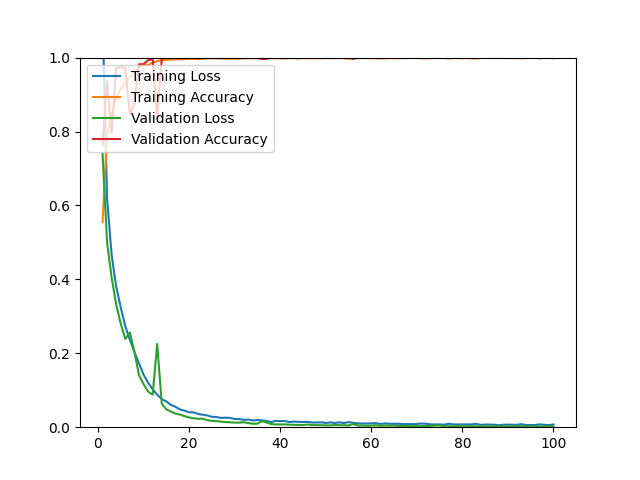 1.0
0.8
0.6
0.4
0.2
0.0
Training Loss
Training Accuracy
Validation Loss
Validation Accuracy
0 20 40 60 80 100